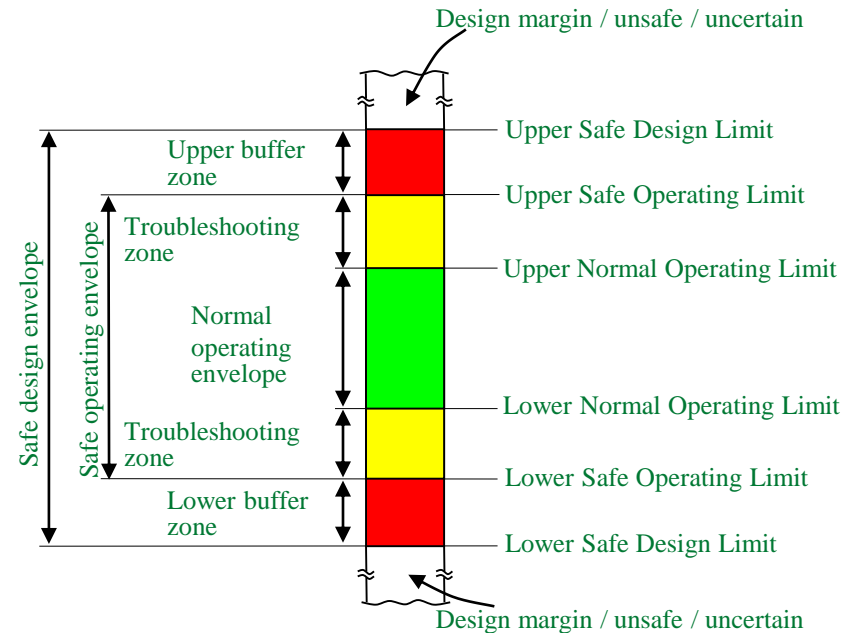 Design margin / unsafe / uncertain
Upper Safe Design Limit
Upper buffer
zone
Upper Safe Operating Limit
Troubleshooting
zone
Upper Normal Operating Limit
Safe design envelope
Safe operating envelope
Normal
operating
envelope
Lower Normal Operating Limit
Troubleshooting
zone
Lower Safe Operating Limit
Lower buffer
zone
Lower Safe Design Limit
Design margin / unsafe / uncertain